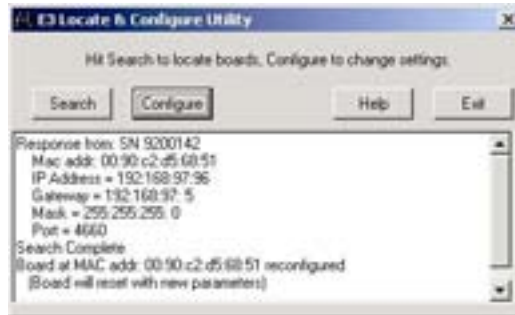 E3 Locate & Configure Utility
Hit Search to locate boards, Configure to change settings.
Search Configure Help Exit
Response from: SN 9200142
Mac addr: 00:90:c2:d5:68:51
IP Address = 192:168:97:96
Gateway = 192:168:97: 5
Mask = 255:255:255: 0
Port = 4660
Search Complete
Board at MAC addr: 00:90:c2:d5:68:51 reconfigured
(Board will reset with new parameters)